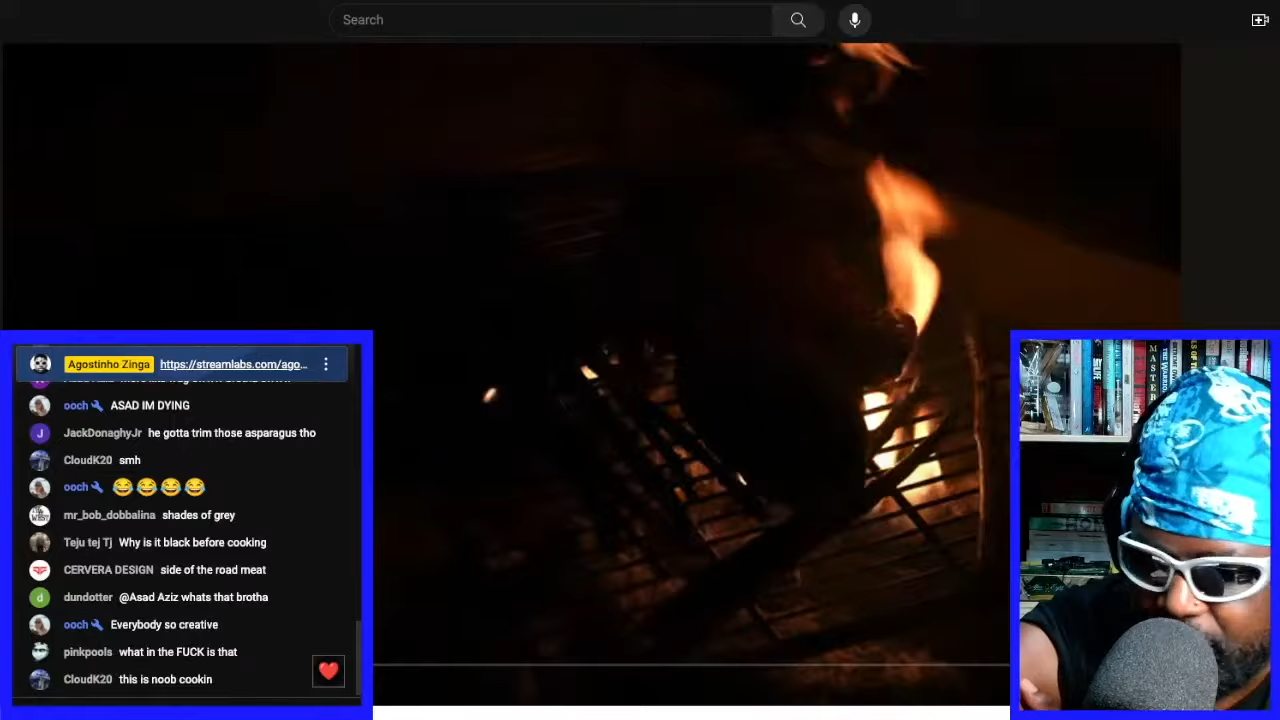 Search
Agostinho Zinga https://streamlabs.com/ago...
ooch ASAD IM DYING
JackDonaghyJr he gotta trim those asparagus tho
CloudK20 smh
ooch 😂😂😂😂
mr_bob_dobbalina shades of grey
Teju tej Tj Why is it black before cooking
CERVERA DESIGN side of the road meat
dundotter @Asad Aziz whats that brotha
ooch Everybody so creative
pinkpools what in the FUCK is that
CloudK20 this is noob cookin